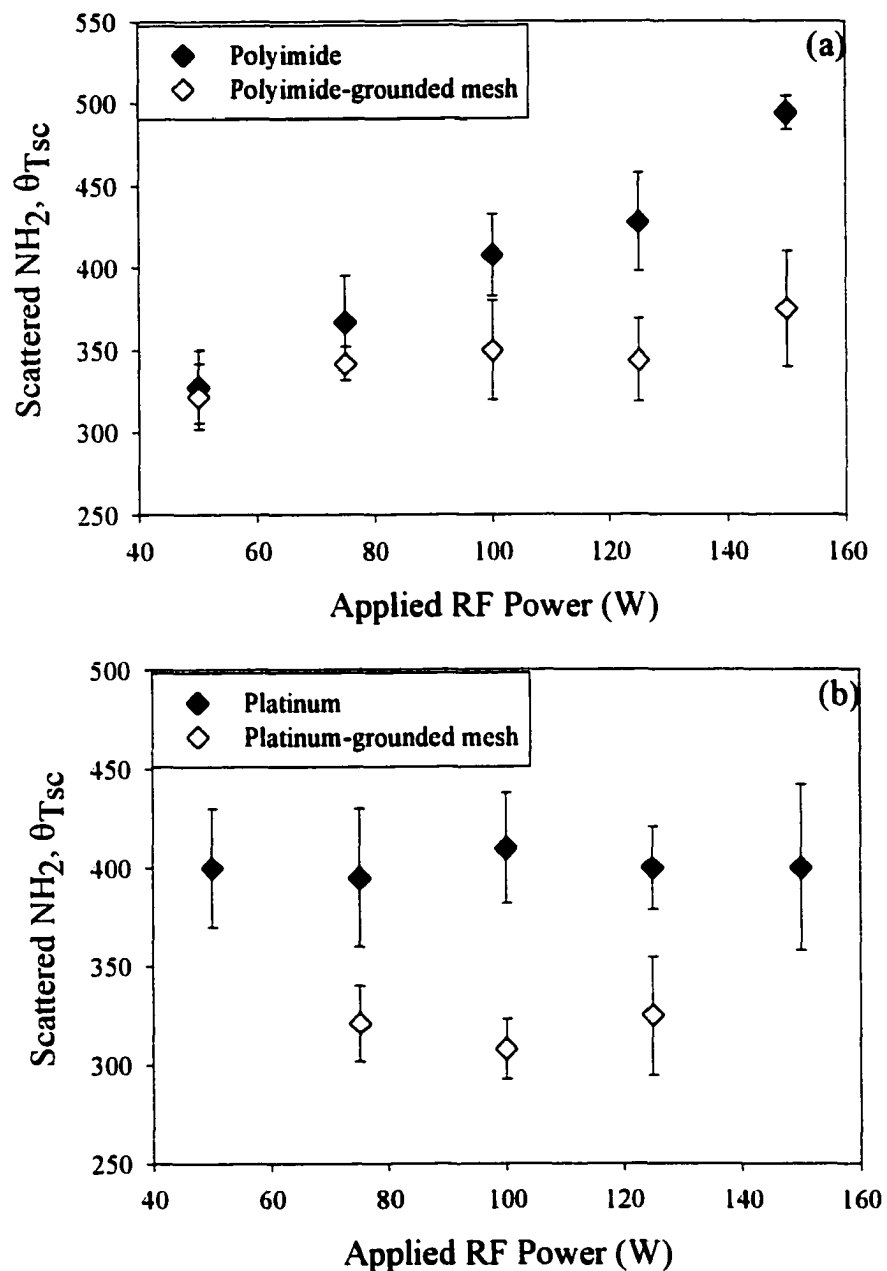 (a)
Polyimide
Polyimide-grounded mesh
Scattered NH₂, θTsc
550
500
450
400
350
300
250
40 60 80 100 120 140 160
Applied RF Power (W)
(b)
Platinum
Platinum-grounded mesh
Scattered NH₂, θTsc
500
450
400
350
300
250
40 60 80 100 120 140 160
Applied RF Power (W)